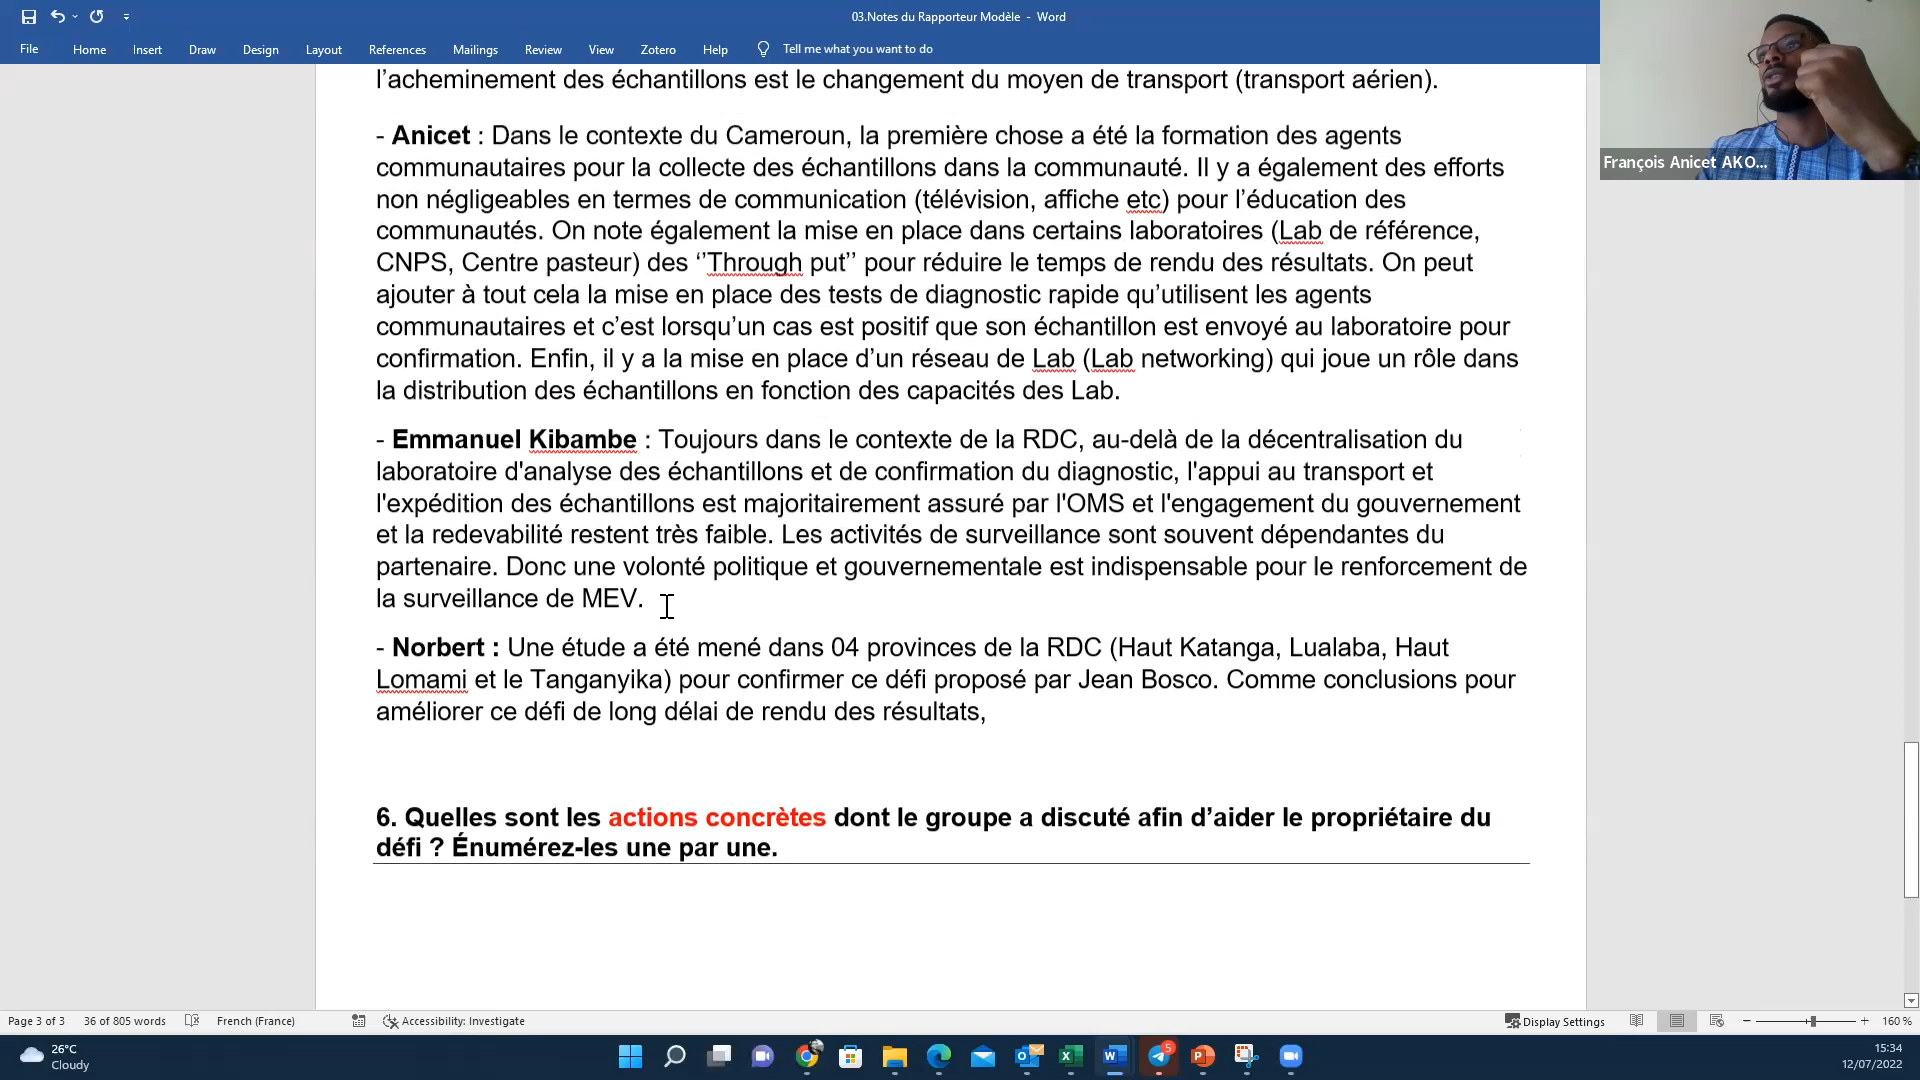 03.Notes du Rapporteur Modèle - Word
File Home Insert Draw Design Layout References Mailings Review View Zotero Help Tell me what you want to do
François Anicet AKO...
l’acheminement des échantillons est le changement du moyen de transport (transport aérien).
- Anicet : Dans le contexte du Cameroun, la première chose a été la formation des agents
communautaires pour la collecte des échantillons dans la communauté. Il y a également des efforts
non négligeables en termes de communication (télévision, affiche etc) pour l’éducation des
communautés. On note également la mise en place dans certains laboratoires (Lab de référence,
CNPS, Centre pasteur) des ‘’Through put’’ pour réduire le temps de rendu des résultats. On peut
ajouter à tout cela la mise en place des tests de diagnostic rapide qu’utilisent les agents
communautaires et c’est lorsqu’un cas est positif que son échantillon est envoyé au laboratoire pour
confirmation. Enfin, il y a la mise en place d’un réseau de Lab (Lab networking) qui joue un rôle dans
la distribution des échantillons en fonction des capacités des Lab.
- Emmanuel Kibambe : Toujours dans le contexte de la RDC, au-delà de la décentralisation du
laboratoire d'analyse des échantillons et de confirmation du diagnostic, l'appui au transport et
l'expédition des échantillons est majoritairement assuré par l'OMS et l'engagement du gouvernement
et la redevabilité restent très faible. Les activités de surveillance sont souvent dépendantes du
partenaire. Donc une volonté politique et gouvernementale est indispensable pour le renforcement de
la surveillance de MEV.
- Norbert : Une étude a été mené dans 04 provinces de la RDC (Haut Katanga, Lualaba, Haut
Lomami et le Tanganyika) pour confirmer ce défi proposé par Jean Bosco. Comme conclusions pour
améliorer ce défi de long délai de rendu des résultats,
6. Quelles sont les actions concrètes dont le groupe a discuté afin d’aider le propriétaire du
défi ? Énumérez-les une par une.
Page 3 of 3 36 of 805 words French (France) Accessibility: Investigate Display Settings 160 %
26°C
Cloudy
5
15:34
12/07/2022